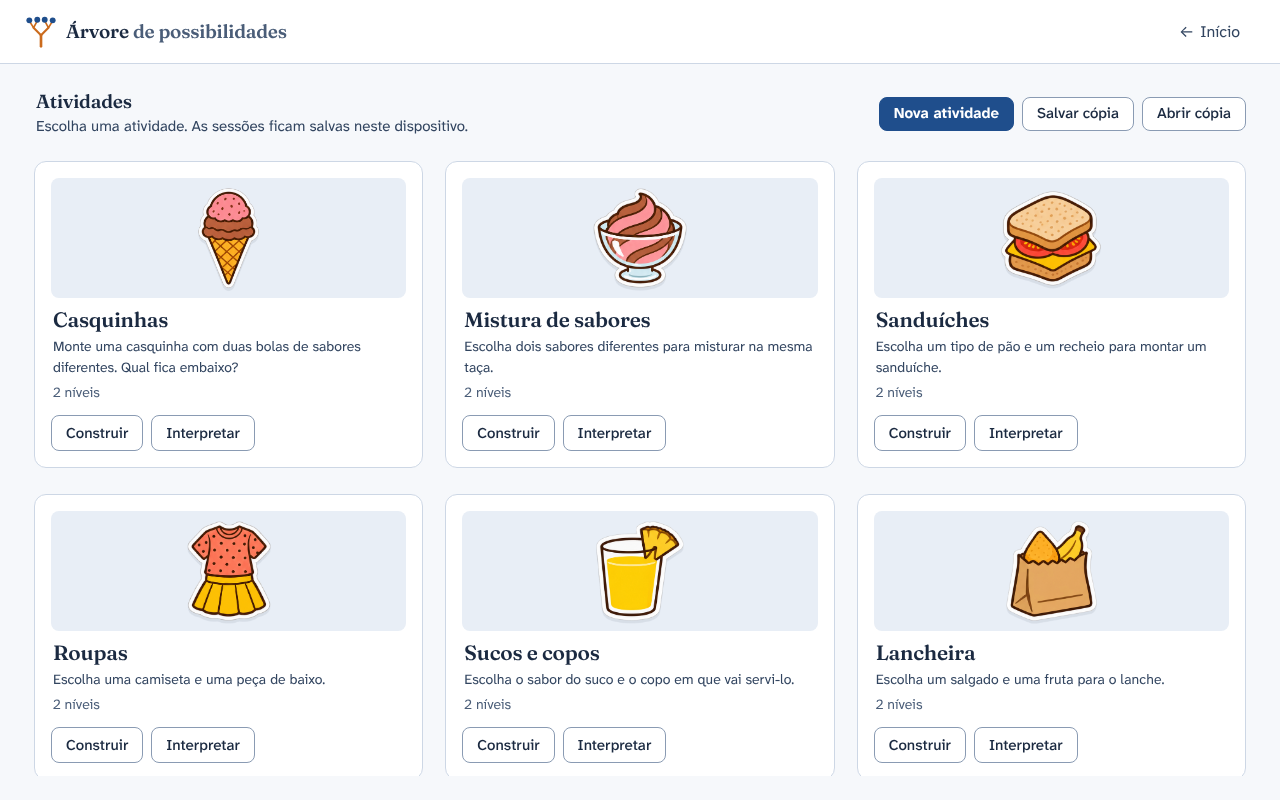 Árvore de possibilidades
← Início
Atividades
Escolha uma atividade. As sessões ficam salvas neste dispositivo.
Nova atividade
Salvar cópia
Abrir cópia
Casquinhas
Monte uma casquinha com duas bolas de sabores
diferentes. Qual fica embaixo?
2 níveis
Construir
Interpretar
Mistura de sabores
Escolha dois sabores diferentes para misturar na mesma
taça.
2 níveis
Construir
Interpretar
Sanduíches
Escolha um tipo de pão e um recheio para montar um
sanduíche.
2 níveis
Construir
Interpretar
Roupas
Escolha uma camiseta e uma peça de baixo.
2 níveis
Construir
Interpretar
Sucos e copos
Escolha o sabor do suco e o copo em que vai servi-lo.
2 níveis
Construir
Interpretar
Lancheira
Escolha um salgado e uma fruta para o lanche.
2 níveis
Construir
Interpretar